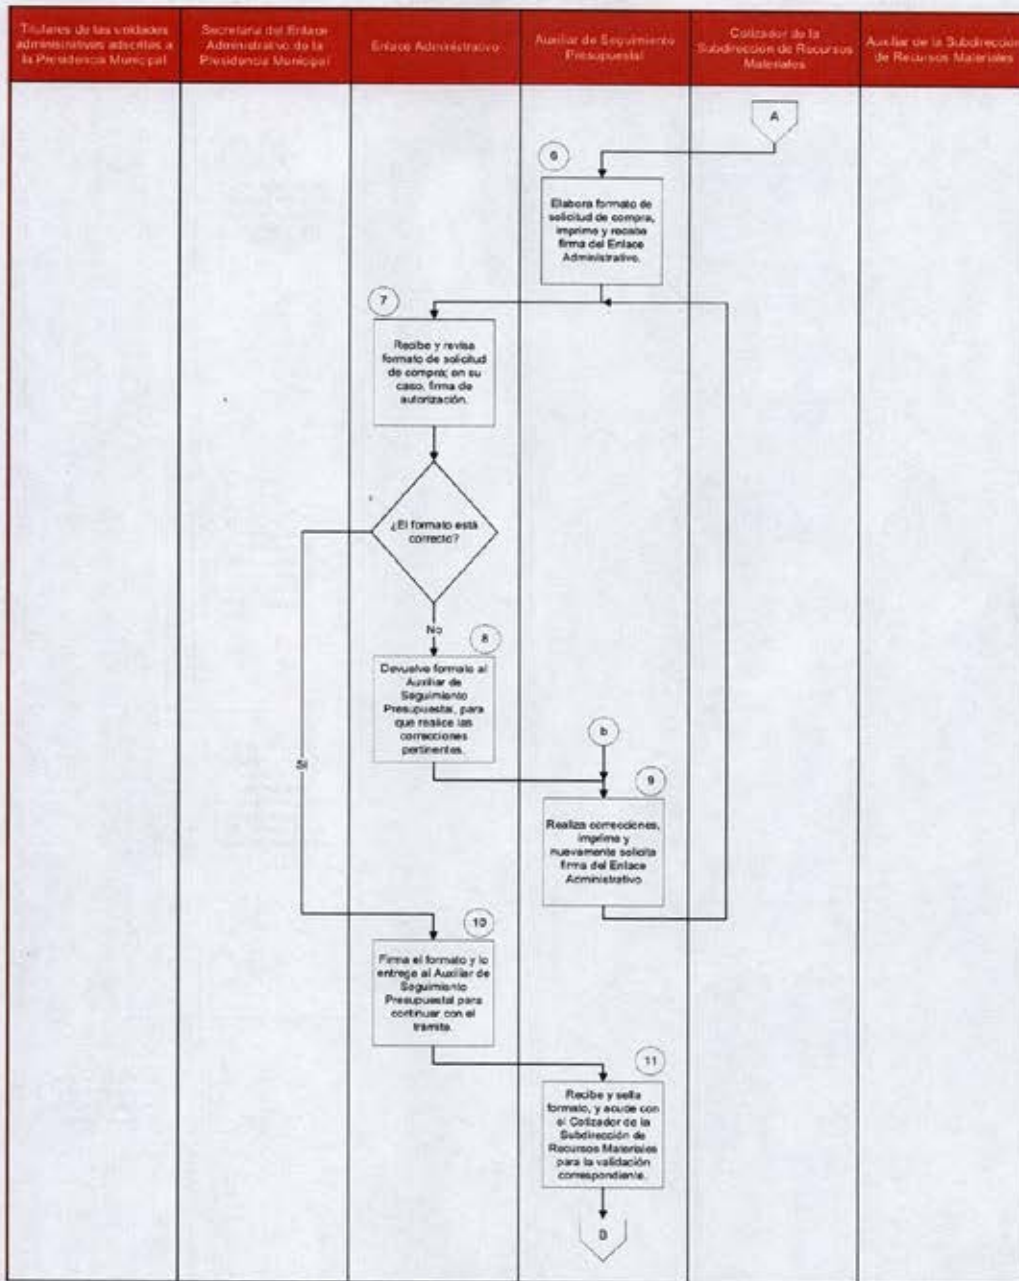 Titulares de las unidades
administrativas adscritas a
la Presidencia Municipal
Secretaria del Enlace
Administrativo de la
Presidencia Municipal
Enlace Administrativo
Auxiliar de Seguimiento
Presupuestal
Cotizador de la
Subdirección de Recursos
Materiales
Auxiliar de la Subdirección
de Recursos Materiales
A
6
Elabora formato de
solicitud de compra,
imprime y recaba
firma del Enlace
Administrativo.
7
Recibe y revisa
formato de solicitud
de compra; en su
caso, firma de
autorización.
¿El formato está
correcto?
No
8
Devuelve formato al
Auxiliar de
Seguimiento
Presupuestal, para
que realice las
correcciones
pertinentes.
Si
b
9
Realiza correcciones,
imprime y
nuevamente solicita
firma del Enlace
Administrativo
10
Firma el formato y lo
entrega al Auxiliar de
Seguimiento
Presupuestal para
continuar con el
trámite.
11
Recibe y sella
formato, y acude con
el Cotizador de la
Subdirección de
Recursos Materiales
para la validación
correspondiente.